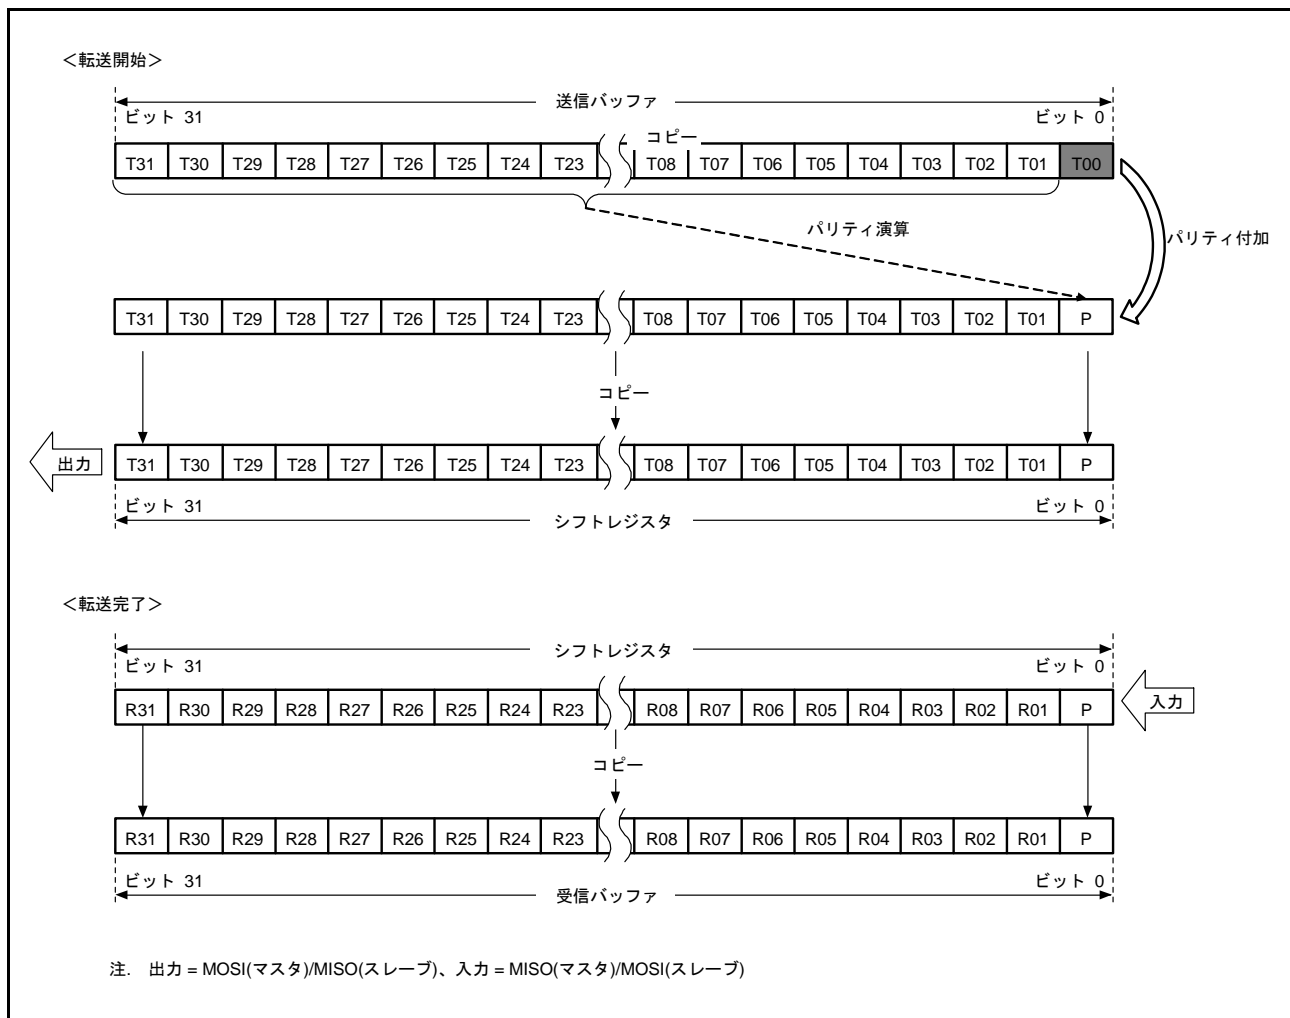 ＜転送開始＞
送信バッファ
ビット 31 ビット 0
コピー
T31 T30 T29 T28 T27 T26 T25 T24 T23 T08 T07 T06 T05 T04 T03 T02 T01 T00
パリティ演算
パリティ付加
T31 T30 T29 T28 T27 T26 T25 T24 T23 T08 T07 T06 T05 T04 T03 T02 T01 P
コピー
出力 T31 T30 T29 T28 T27 T26 T25 T24 T23 T08 T07 T06 T05 T04 T03 T02 T01 P
ビット 31 ビット 0
シフトレジスタ
＜転送完了＞
シフトレジスタ
ビット 31 ビット 0
R31 R30 R29 R28 R27 R26 R25 R24 R23 R08 R07 R06 R05 R04 R03 R02 R01 P 入力
コピー
R31 R30 R29 R28 R27 R26 R25 R24 R23 R08 R07 R06 R05 R04 R03 R02 R01 P
ビット 31 ビット 0
受信バッファ
注. 出力 = MOSI(マスタ)/MISO(スレーブ)、入力 = MISO(マスタ)/MOSI(スレーブ)